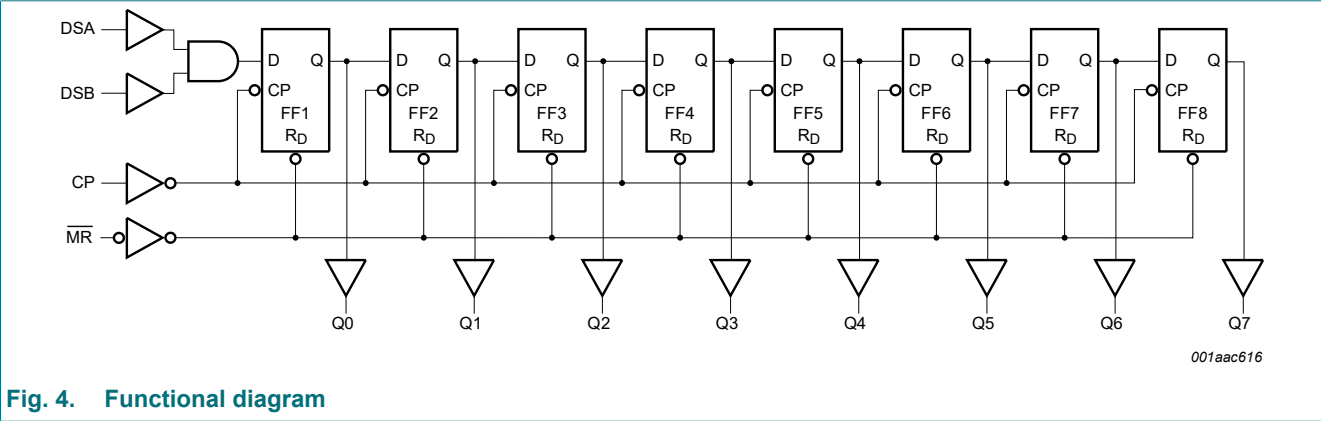 DSA
DSB
CP
M̅R̅
D Q
CP
FF1
RD
D Q
CP
FF2
RD
D Q
CP
FF3
RD
D Q
CP
FF4
RD
D Q
CP
FF5
RD
D Q
CP
FF6
RD
D Q
CP
FF7
RD
D Q
CP
FF8
RD
Q0 Q1 Q2 Q3 Q4 Q5 Q6 Q7
001aac616
Fig. 4. Functional diagram